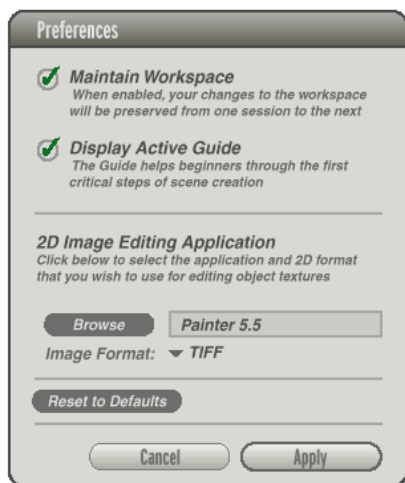 Preferences
Maintain Workspace
When enabled, your changes to the workspace
will be preserved from one session to the next
Display Active Guide
The Guide helps beginners through the first
critical steps of scene creation
2D Image Editing Application
Click below to select the application and 2D format
that you wish to use for editing object textures
Browse Painter 5.5
Image Format: TIFF
Reset to Defaults
Cancel Apply